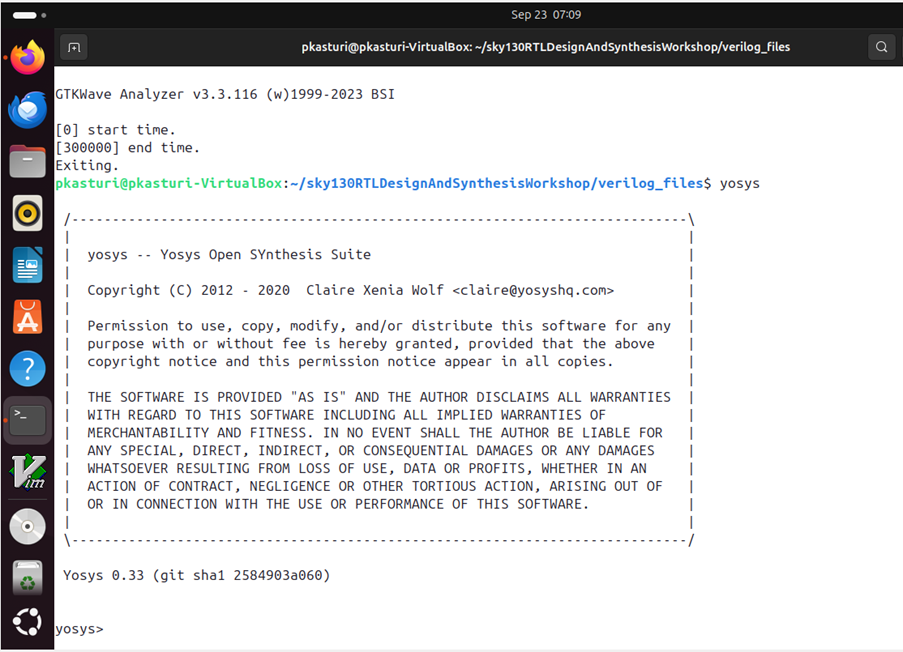 Sep 23 07:09
pkasturi@pkasturi-VirtualBox: ~/sky130RTLDesignAndSynthesisWorkshop/verilog_files
GTKWave Analyzer v3.3.116 (w)1999-2023 BSI
[0] start time.
[300000] end time.
Exiting.
pkasturi@pkasturi-VirtualBox:~/sky130RTLDesignAndSynthesisWorkshop/verilog_files$ yosys
/----------------------------------------------------------------------------\
|                                                                            |
|  yosys -- Yosys Open SYnthesis Suite                                       |
|                                                                            |
|  Copyright (C) 2012 - 2020  Claire Xenia Wolf <claire@yosyshq.com>         |
|                                                                            |
|  Permission to use, copy, modify, and/or distribute this software for any  |
|  purpose with or without fee is hereby granted, provided that the above    |
|  copyright notice and this permission notice appear in all copies.         |
|                                                                            |
|  THE SOFTWARE IS PROVIDED "AS IS" AND THE AUTHOR DISCLAIMS ALL WARRANTIES  |
|  WITH REGARD TO THIS SOFTWARE INCLUDING ALL IMPLIED WARRANTIES OF          |
|  MERCHANTABILITY AND FITNESS. IN NO EVENT SHALL THE AUTHOR BE LIABLE FOR   |
|  ANY SPECIAL, DIRECT, INDIRECT, OR CONSEQUENTIAL DAMAGES OR ANY DAMAGES    |
|  WHATSOEVER RESULTING FROM LOSS OF USE, DATA OR PROFITS, WHETHER IN AN     |
|  ACTION OF CONTRACT, NEGLIGENCE OR OTHER TORTIOUS ACTION, ARISING OUT OF   |
|  OR IN CONNECTION WITH THE USE OR PERFORMANCE OF THIS SOFTWARE.            |
|                                                                            |
\----------------------------------------------------------------------------/
Yosys 0.33 (git sha1 2584903a060)
yosys>
>_
Vim